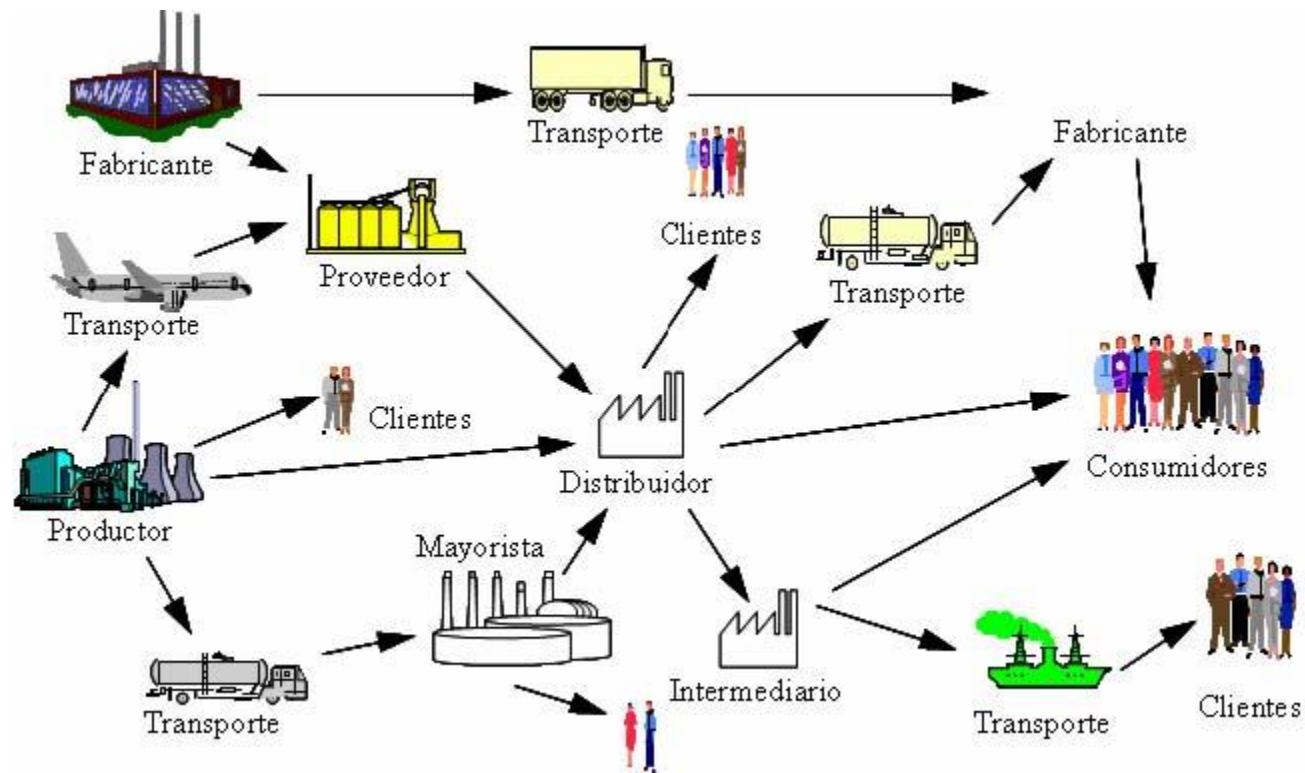 Transporte
Fabricante
Fabricante
Clientes
Proveedor
Transporte
Transporte
Clientes
Consumidores
Distribuidor
Productor
Mayorista
Intermediario
Clientes
Transporte
Transporte